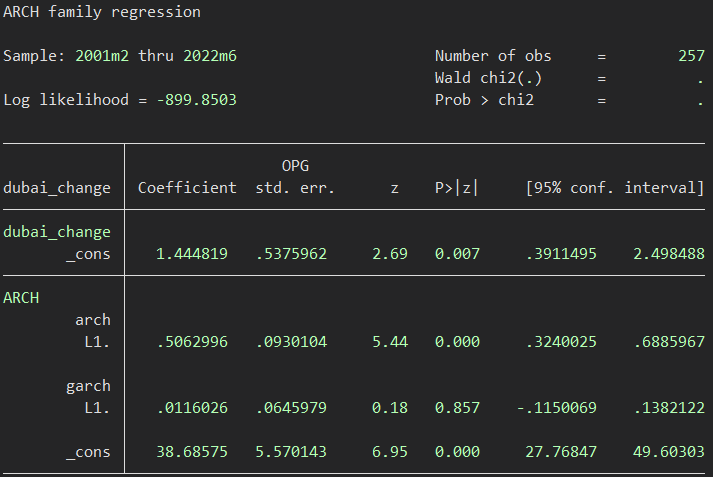 ARCH family regression
Sample: 2001m2 thru 2022m6 Number of obs = 257
Wald chi2(.) = .
Log likelihood = -899.8503 Prob > chi2 = .
OPG
dubai_change Coefficient std. err. z P>|z| [95% conf. interval]
dubai_change
_cons 1.444819 .5375962 2.69 0.007 .3911495 2.498488
ARCH
arch
L1. .5062996 .0930104 5.44 0.000 .3240025 .6885967
garch
L1. .0116026 .0645979 0.18 0.857 -.1150069 .1382122
_cons 38.68575 5.570143 6.95 0.000 27.76847 49.60303